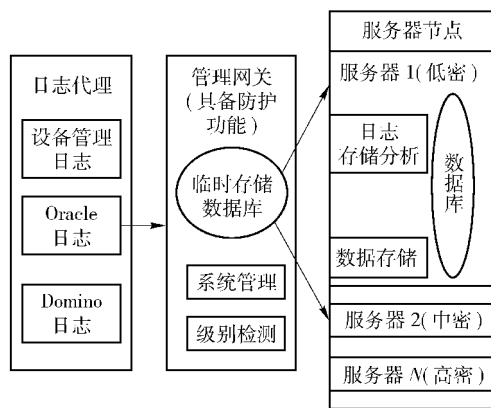 日志代理
设备管理
日志
Oracle
日志
Domino
日志
管理网关
(具备防护
功能)
临时存储
数据库
系统管理
级别检测
服务器节点
服务器 1(低密)
日志
存储分析
数据库
数据存储
服务器 2(中密)
服务器 N(高密)